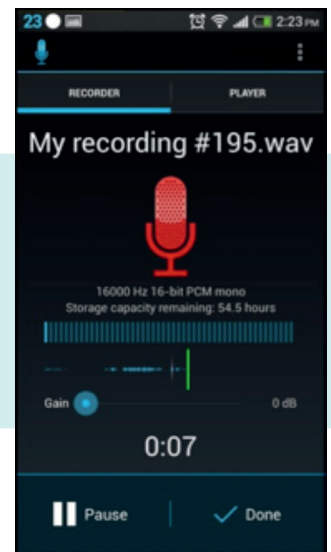 23 2:23 PM
RECORDER PLAYER
My recording #195.wav
16000 Hz 16-bit PCM mono
Storage capacity remaining: 54.5 hours
Gain 0 dB
0:07
Pause Done